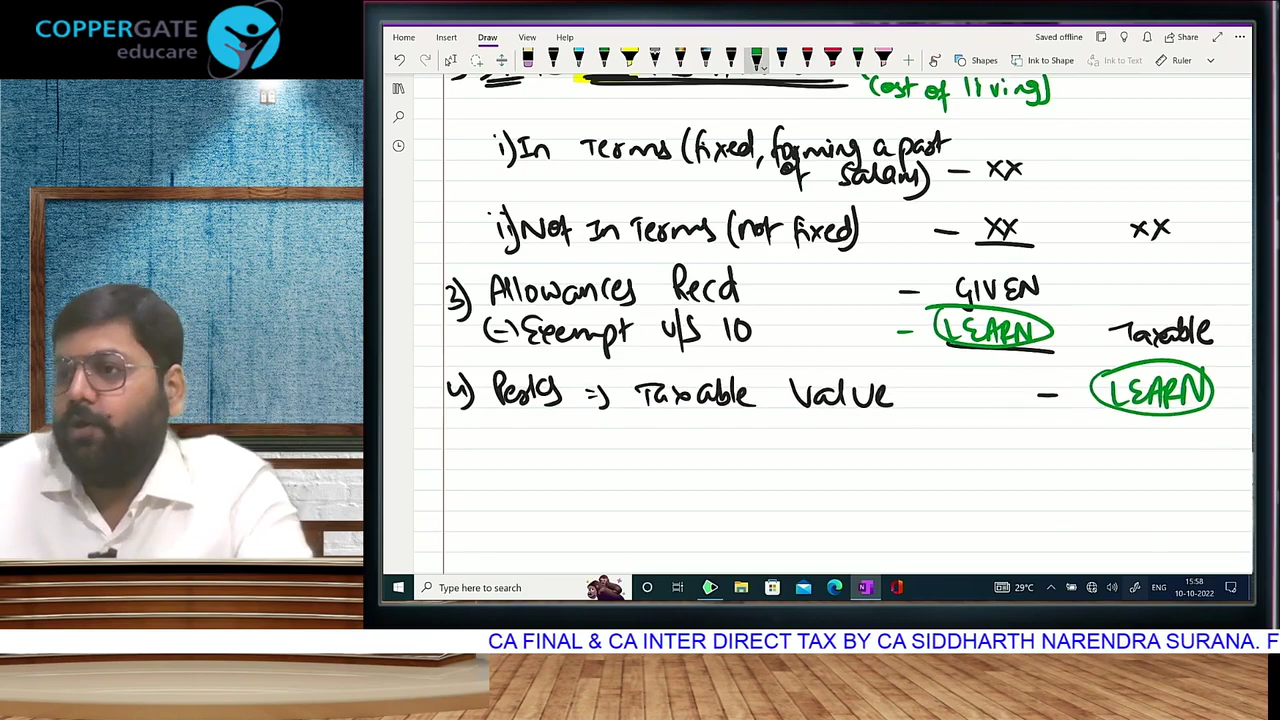 COPPERGATE
educare
Home Insert Draw View Help
Saved offline
Share
Shapes
Ink to Shape
Ink to Text
Ruler
(cost of living)
i) In Terms (fixed, forming a part of salary) - XX
ii) Not In Terms (not fixed) - XX XX
3) Allowances Recd - GIVEN
(-) Exempt u/s 10 - LEARN Taxable
4) Perks => Taxable Value - LEARN
Type here to search
29°C
ENG
15:58
10-10-2022
CA FINAL & CA INTER DIRECT TAX BY CA SIDDHARTH NARENDRA SURANA. F